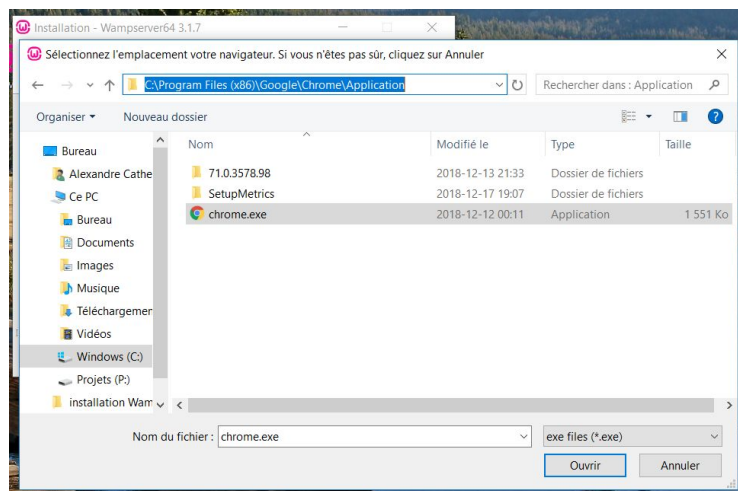 Installation - Wampserver64 3.1.7
Sélectionnez l'emplacement votre navigateur. Si vous n'êtes pas sûr, cliquez sur Annuler
C:\Program Files (x86)\Google\Chrome\Application
Rechercher dans : Application
Organiser
Nouveau dossier
Nom Modifié le Type Taille
Bureau
Alexandre Cathe
Ce PC
Bureau
Documents
Images
Musique
Téléchargemer
Vidéos
Windows (C:)
Projets (P:)
installation Wam
71.0.3578.98 2018-12-13 21:33 Dossier de fichiers
SetupMetrics 2018-12-17 19:07 Dossier de fichiers
chrome.exe 2018-12-12 00:11 Application 1 551 Ko
Nom du fichier : chrome.exe
exe files (*.exe)
Ouvrir Annuler